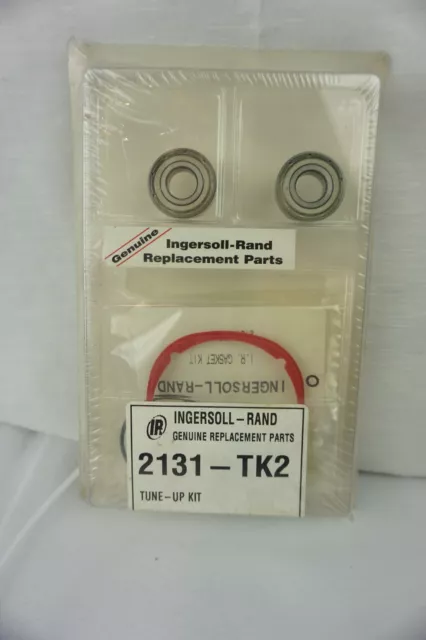 Genuine
Ingersoll-Rand
Replacement Parts
I.R. GASKET KIT
INGERSOLL-RAND
IR
INGERSOLL-RAND
GENUINE REPLACEMENT PARTS
2131-TK2
TUNE-UP KIT